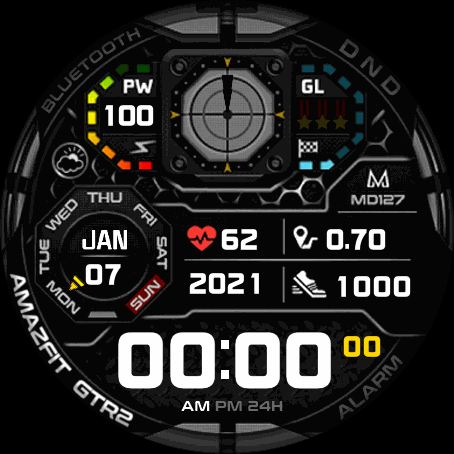 BLUETOOTH
DND
PW
100
GL
MD127
MON
TUE
WED
THU
FRI
SAT
SUN
JAN
07
62
0.70
2021
1000
AMAZFIT GTR2
00:00
00
AM PM 24H
ALARM